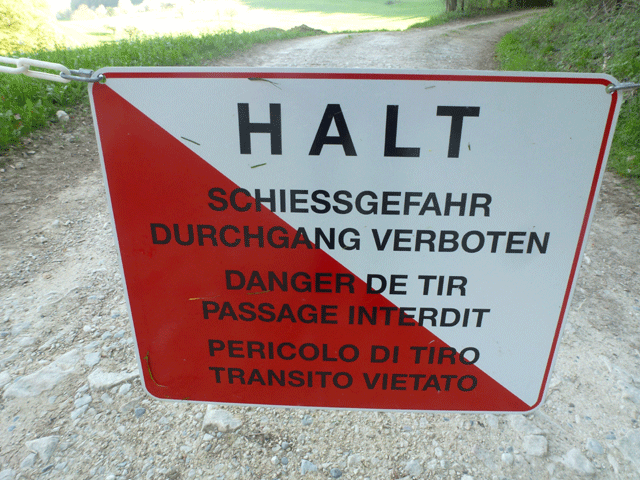 HALT
SCHIESSGEFAHR
DURCHGANG VERBOTEN
DANGER DE TIR
PASSAGE INTERDIT
PERICOLO DI TIRO
TRANSITO VIETATO